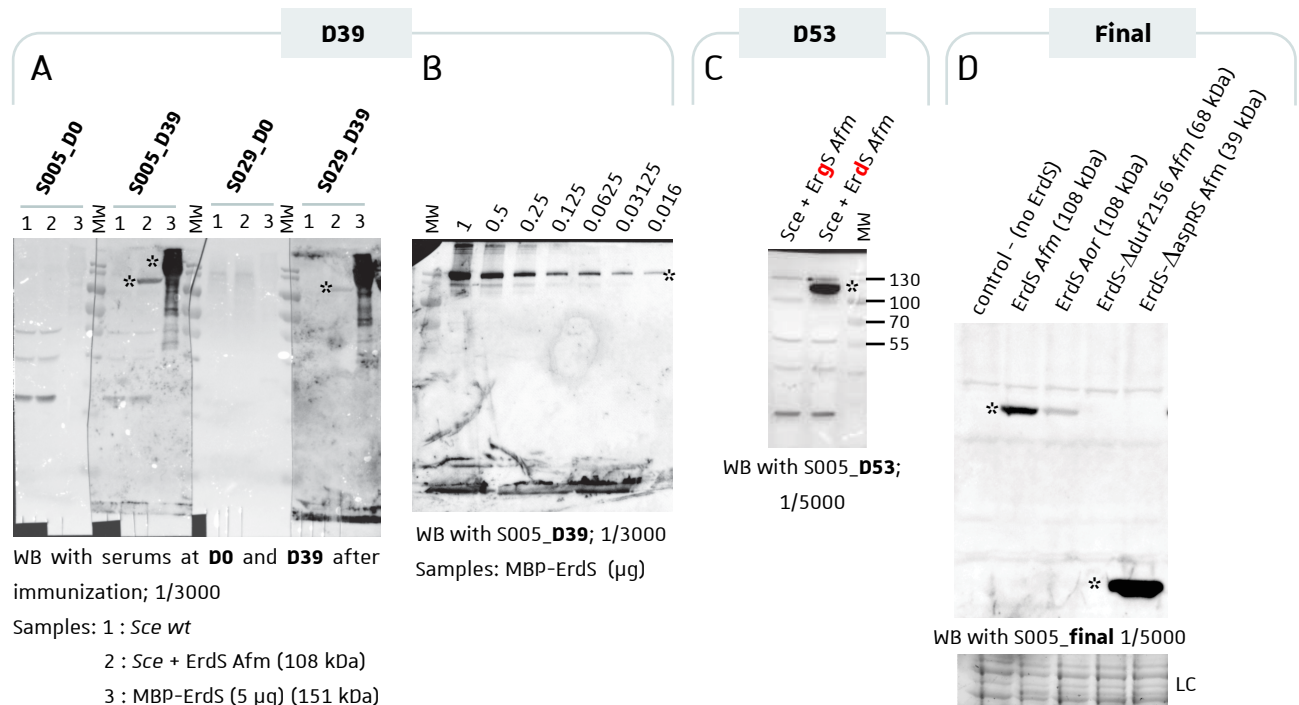 D39
D53
Final
A
B
C
D
S005_D0
S005_D39
S029_D0
S029_D39
1 2 3 MW 1 2 3 MW 1 2 3 MW 1 2 3
*
*
*
WB with serums at D0 and D39 after
immunization; 1/3000
Samples: 1 : Sce wt
2 : Sce + ErdS Afm (108 kDa)
3 : MBP-ErdS (5 µg) (151 kDa)
MW
1
0.5
0.25
0.125
0.0625
0.03125
0.016
*
WB with S005_D39; 1/3000
Samples: MBP-ErdS (µg)
Sce + ErgS Afm
Sce + ErdS Afm
MW
*
130
100
70
55
WB with S005_D53;
1/5000
control - (no ErdS)
ErdS Afm (108 kDa)
ErdS Aor (108 kDa)
ErdS-Δduf2156 Afm (68 kDa)
ErdS-ΔaspRS Afm (39 kDa)
*
*
WB with S005_final 1/5000
LC